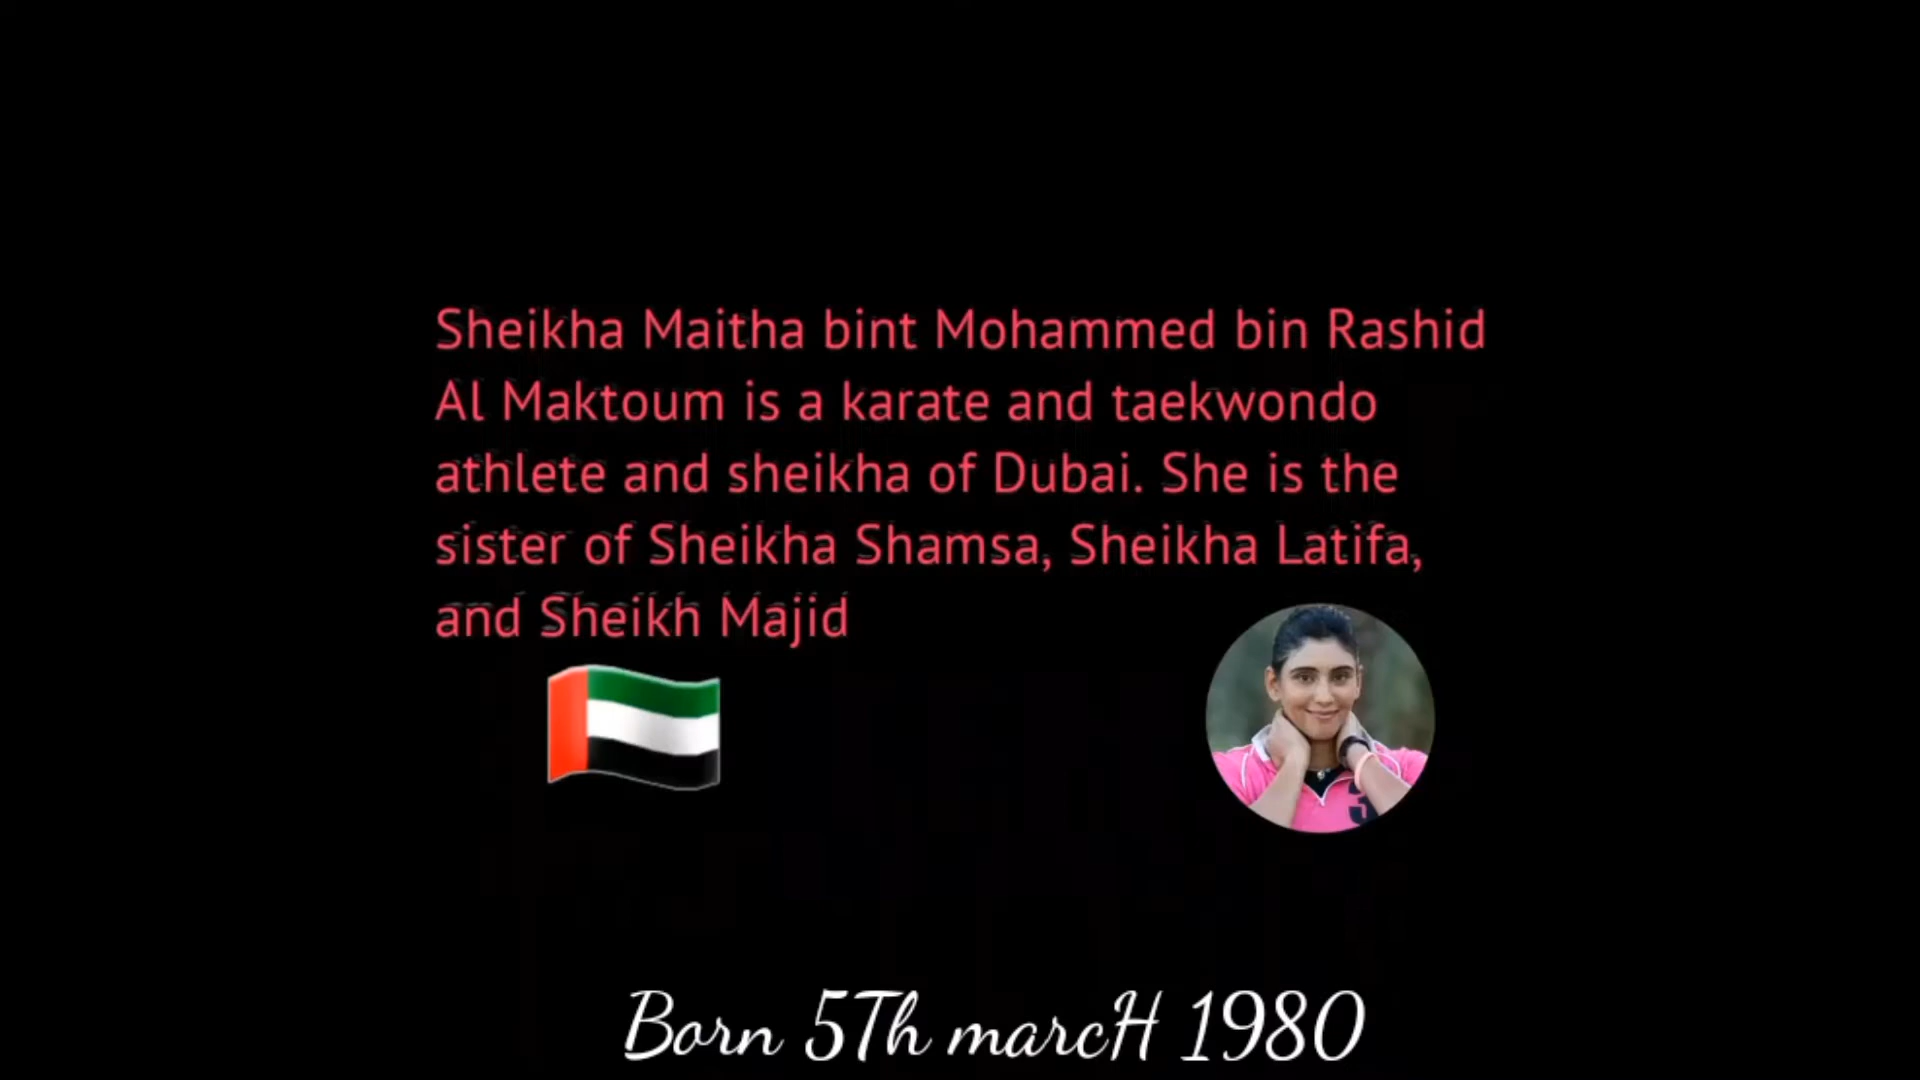 Sheikha Maitha bint Mohammed bin Rashid
Al Maktoum is a karate and taekwondo
athlete and sheikha of Dubai. She is the
sister of Sheikha Shamsa, Sheikha Latifa,
and Sheikh Majid
3
Born 5Th marcH 1980